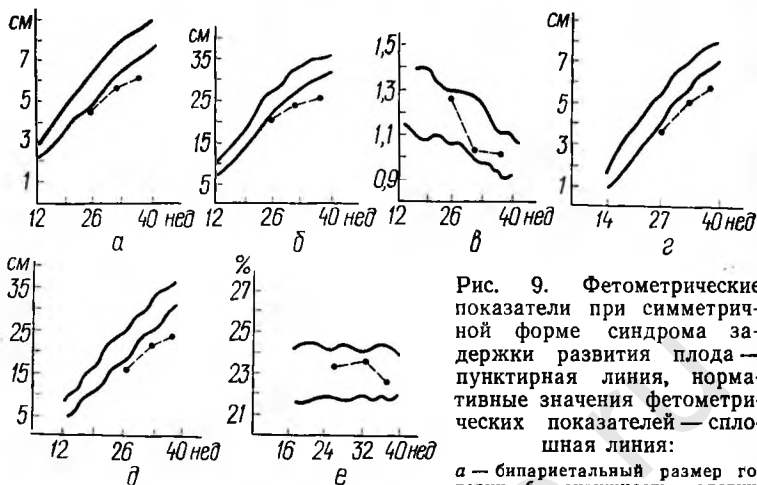 см
7
5
3
1
12 26 40 нед
а
см
35
25
15
5
12 26 40 нед
б
1,5
1,3
1,1
0,9
12 26 40 нед
в
см
7
5
3
1
14 27 40 нед
г
см
35
25
15
5
12 26 40 нед
д
%
27
25
23
21
16 24 32 40 нед
е
Рис. 9. Фетометрические
показатели при симметрич-
ной форме синдрома за-
держки развития плода —
пунктирная линия, норма-
тивные значения фетометри-
ческих показателей — спло-
шная линия:
а — бипариетальный размер го-